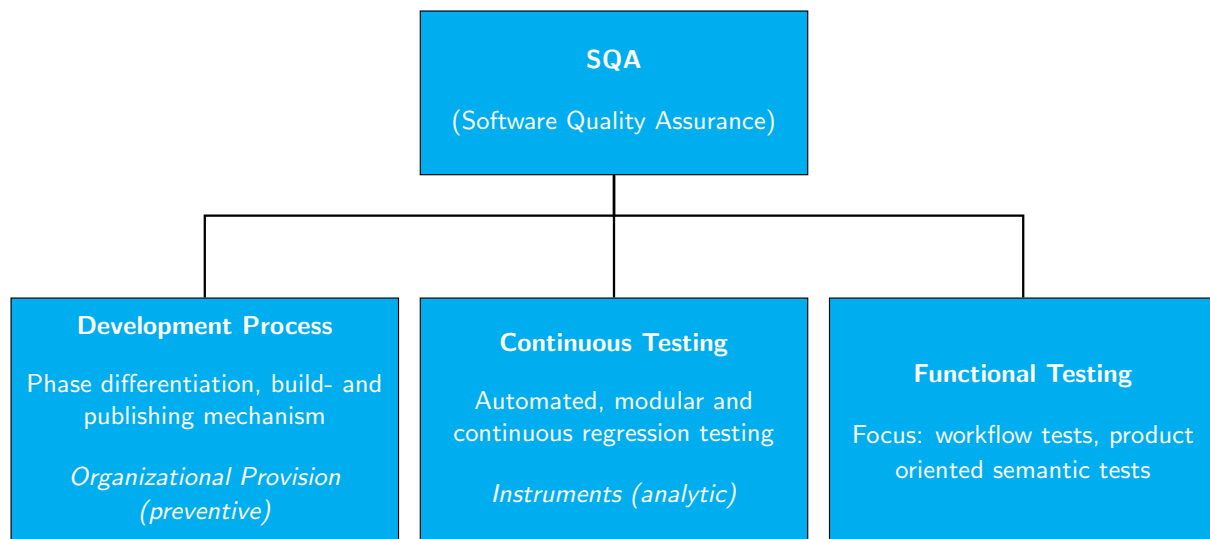 SQA
(Software Quality Assurance)
Development Process
Phase differentiation, build- and
publishing mechanism
Organizational Provision
(preventive)
Continuous Testing
Automated, modular and
continuous regression testing
Instruments (analytic)
Functional Testing
Focus: workflow tests, product
oriented semantic tests